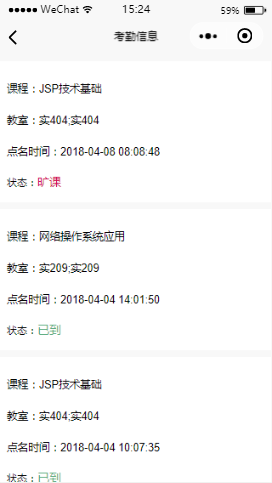 WeChat 15:24 59%
考勤信息
课程：JSP技术基础
教室：实404;实404
点名时间：2018-04-08 08:08:48
状态：旷课
课程：网络操作系统应用
教室：实209;实209
点名时间：2018-04-04 14:01:50
状态：已到
课程：JSP技术基础
教室：实404;实404
点名时间：2018-04-04 10:07:35
状态：已到